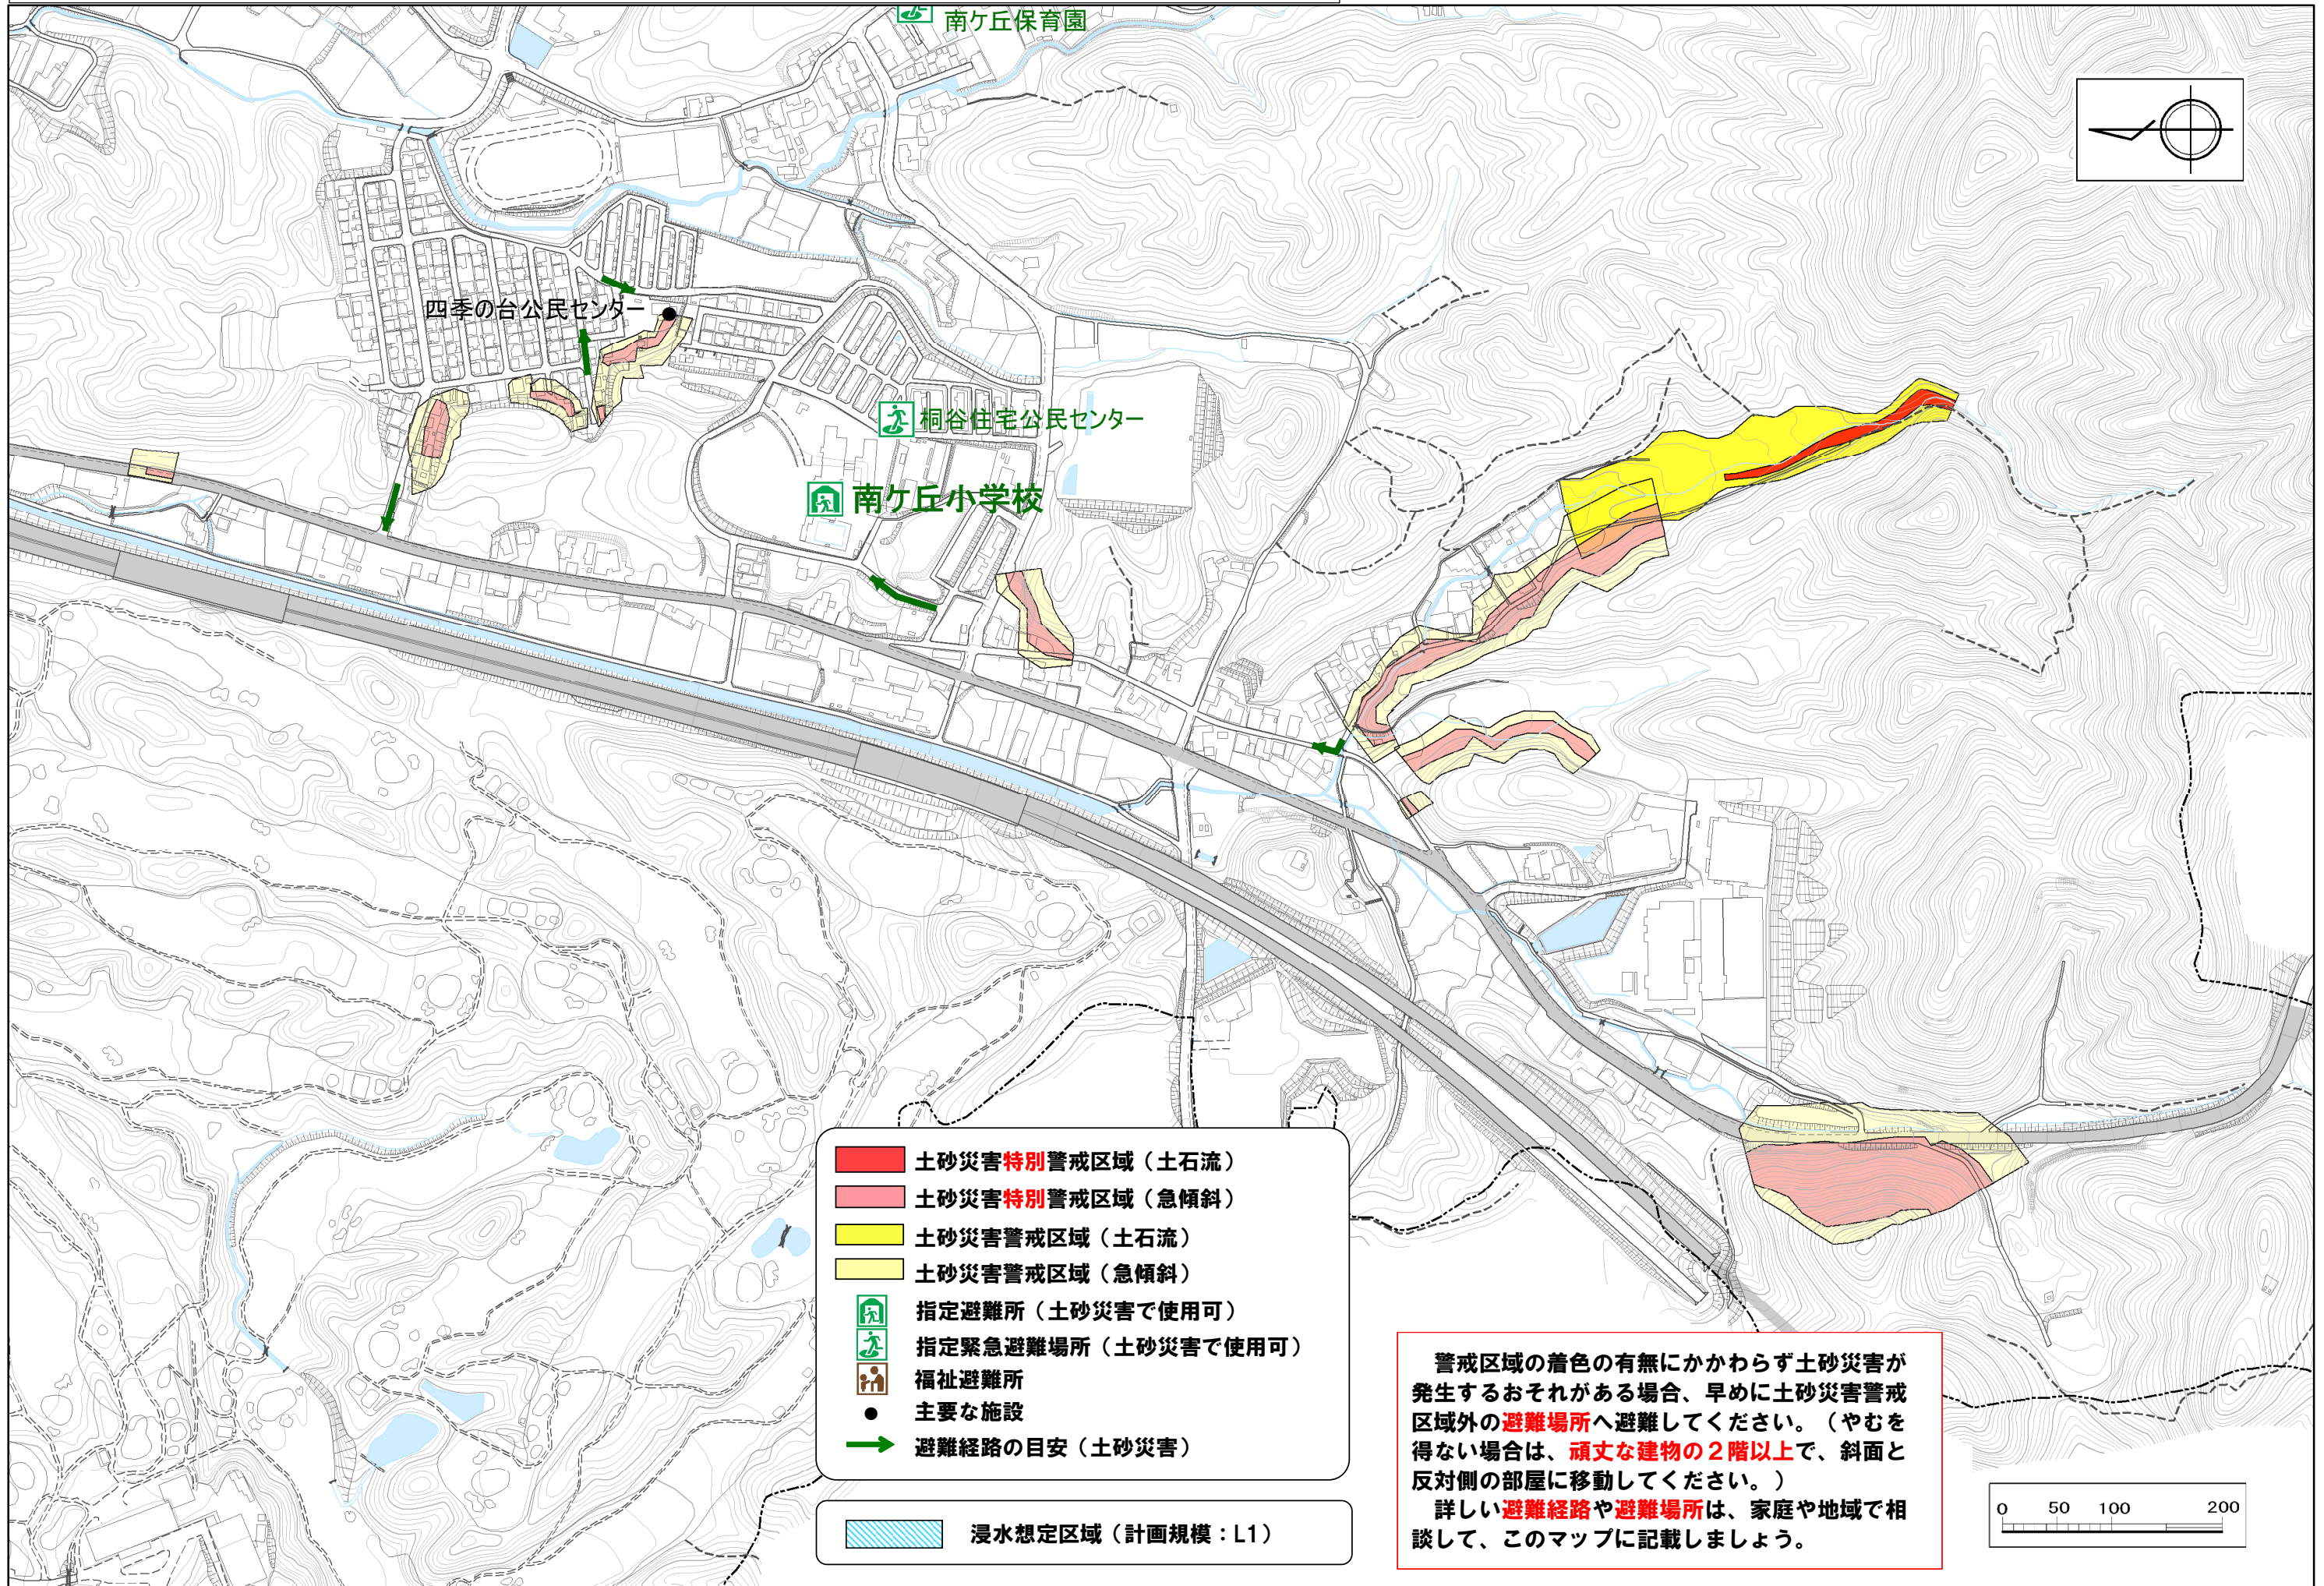 南ケ丘保育園
四季の台公民センター
桐谷住宅公民センター
南ケ丘小学校
土砂災害特別警戒区域（土石流）
土砂災害特別警戒区域（急傾斜）
土砂災害警戒区域（土石流）
土砂災害警戒区域（急傾斜）
指定避難所（土砂災害で使用可）
指定緊急避難場所（土砂災害で使用可）
福祉避難所
主要な施設
避難経路の目安（土砂災害）
浸水想定区域（計画規模：L1）
警戒区域の着色の有無にかかわらず土砂災害が
発生するおそれがある場合、早めに土砂災害警戒
区域外の避難場所へ避難してください。（やむを
得ない場合は、頑丈な建物の２階以上で、斜面と
反対側の部屋に移動してください。）
詳しい避難経路や避難場所は、家庭や地域で相
談して、このマップに記載しましょう。
0 50 100 200